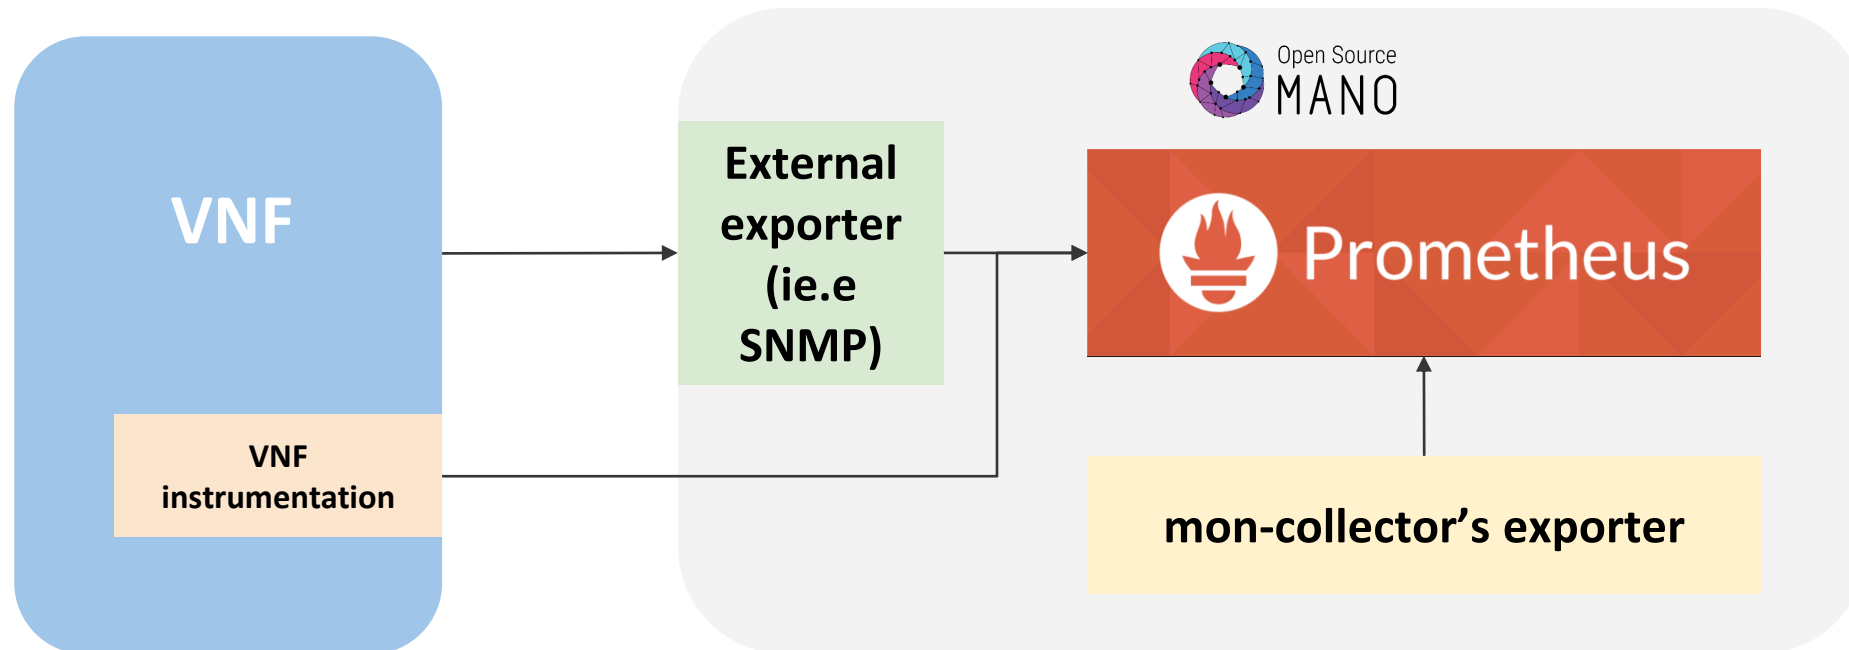 Open Source
MANO
VNF
External
exporter
(ie.e
SNMP)
Prometheus
VNF
instrumentation
mon-collector’s exporter